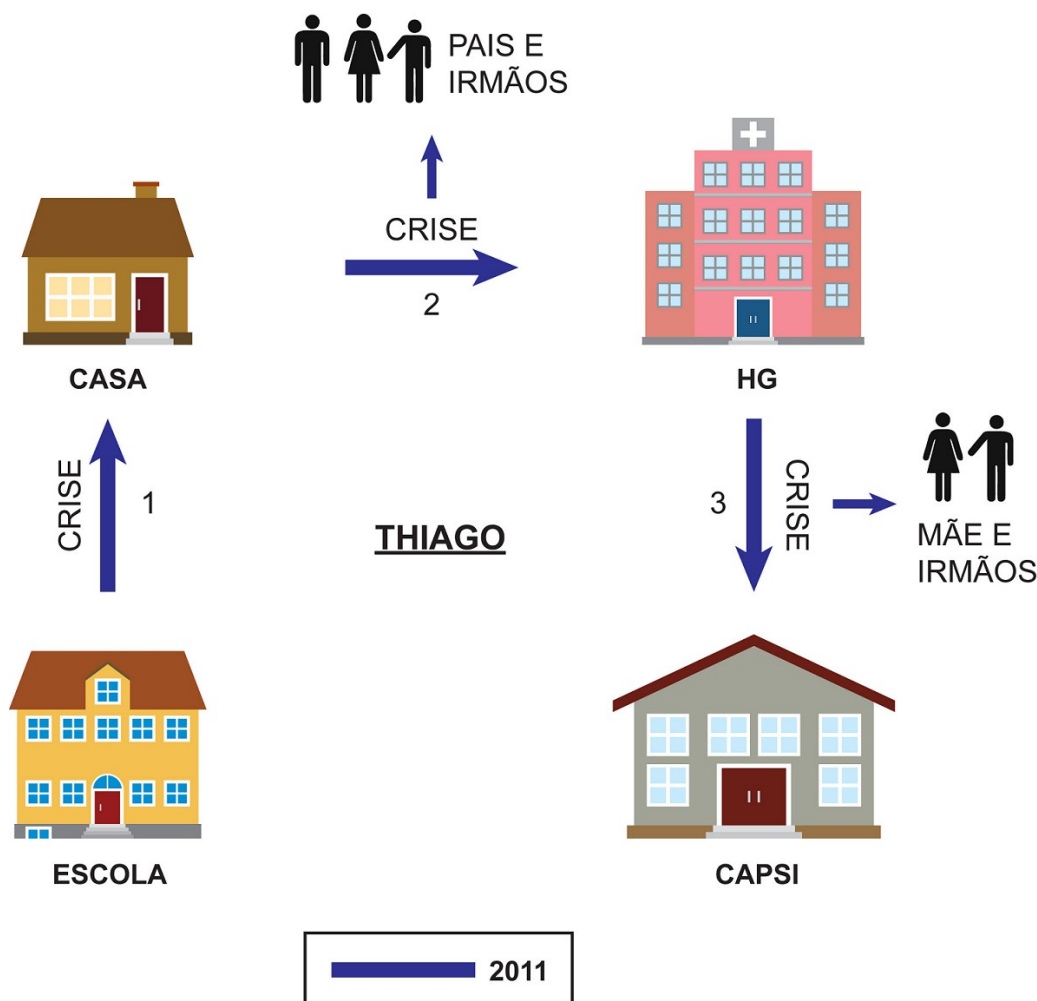 PAIS E
IRMÃOS
CRISE
2
CASA
HG
CRISE
1
THIAGO
3
CRISE
MÃE E
IRMÃOS
ESCOLA
CAPSI
2011